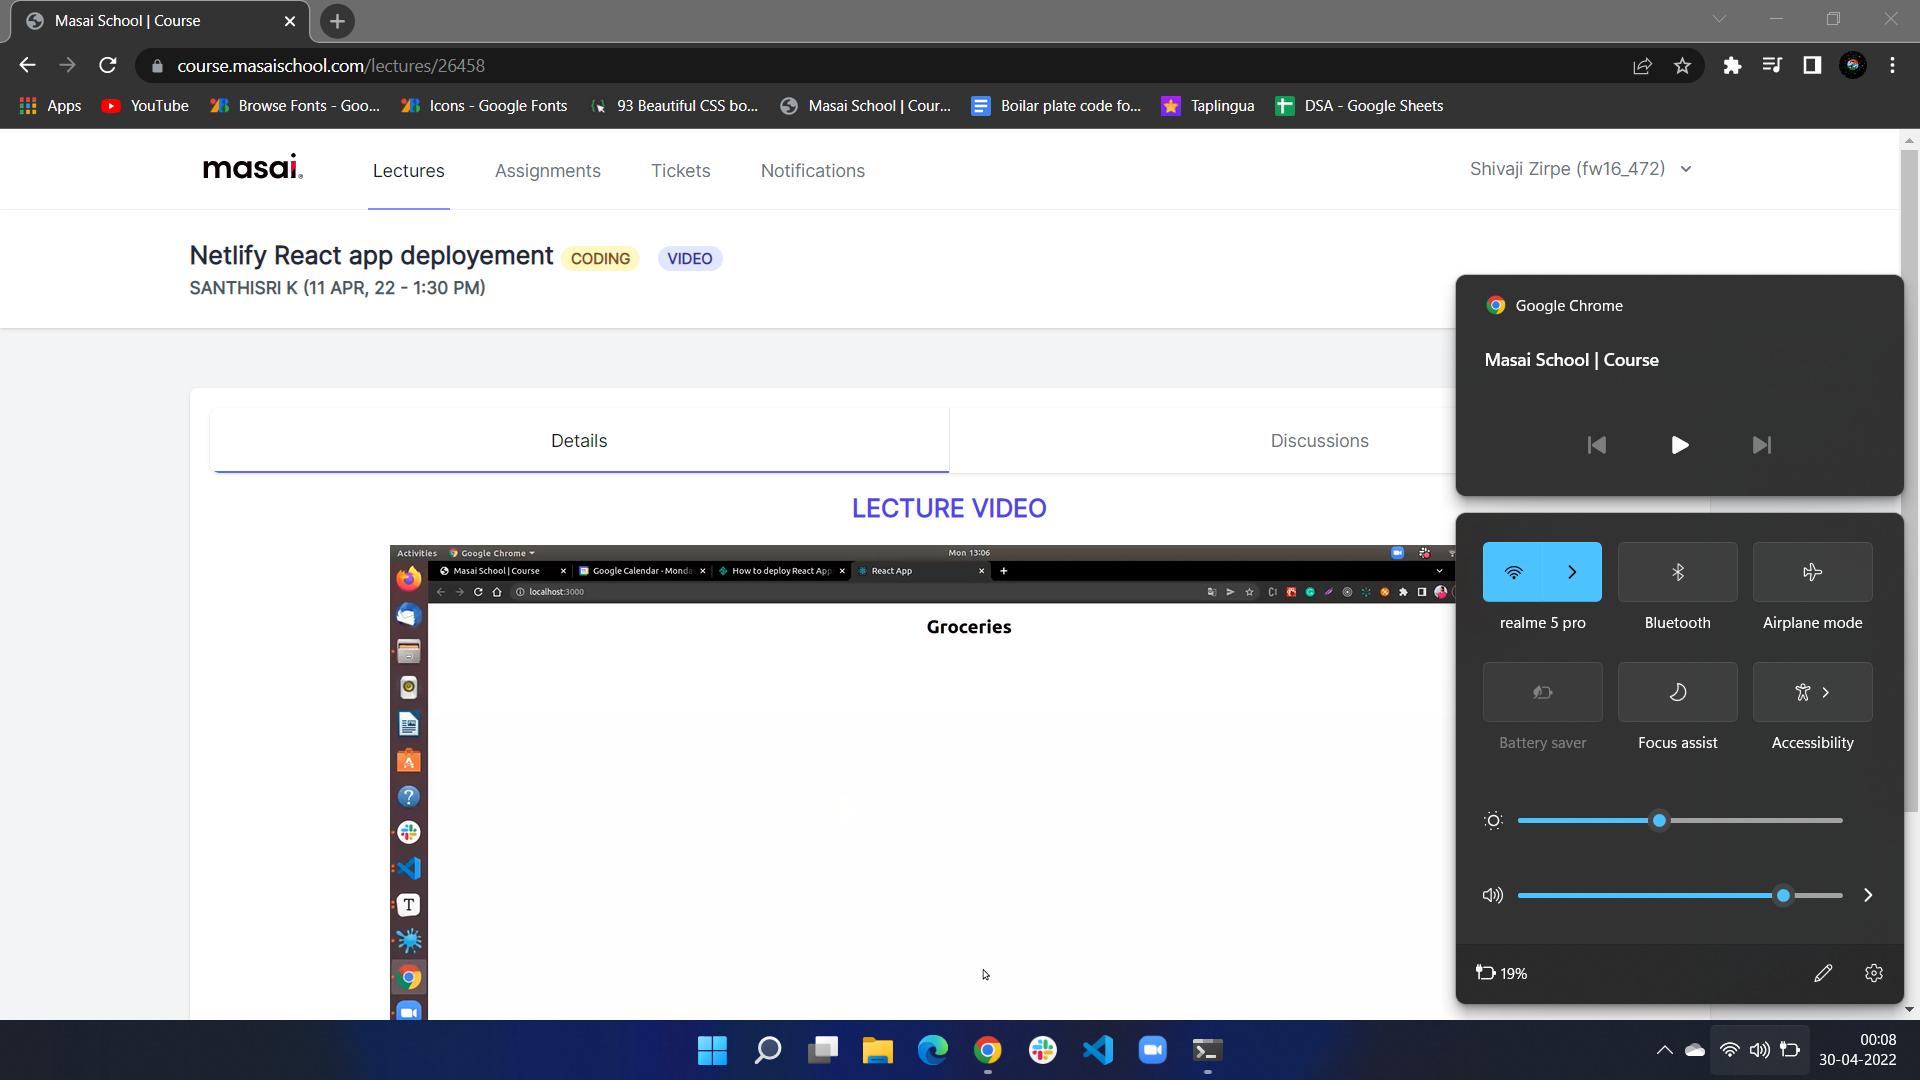 Masai School | Course
course.masaischool.com/lectures/26458
Apps
YouTube
Browse Fonts - Goo...
Icons - Google Fonts
93 Beautiful CSS bo...
Masai School | Cour...
Boilar plate code fo...
Taplingua
DSA - Google Sheets
masai.
Lectures
Assignments
Tickets
Notifications
Shivaji Zirpe (fw16_472)
Netlify React app deployement
CODING
VIDEO
SANTHISRI K (11 APR, 22 - 1:30 PM)
Details
Discussions
LECTURE VIDEO
Activities
Google Chrome
Mon 13:06
Masai School | Course
Google Calendar - Monda
How to deploy React App
React App
localhost:3000
Groceries
Google Chrome
Masai School | Course
realme 5 pro
Bluetooth
Airplane mode
Battery saver
Focus assist
Accessibility
19%
00:08
30-04-2022